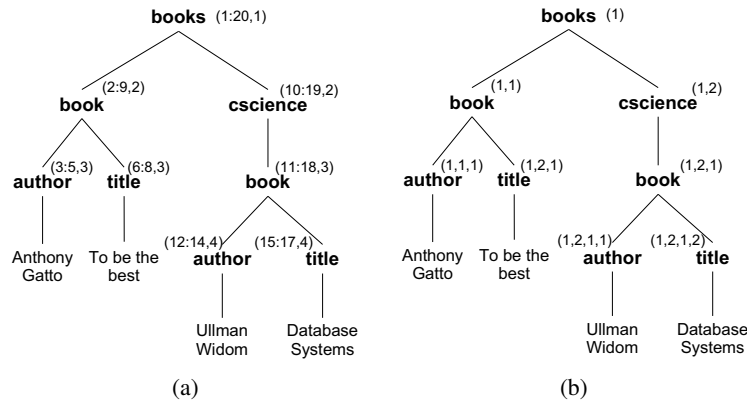 books (1:20,1)
(2:9,2)
book
(10:19,2)
cscience
(3:5,3)
author
(6:8,3)
title
(11:18,3)
book
Anthony
Gatto
To be the
best
(12:14,4)
author
(15:17,4)
title
Ullman
Widom
Database
Systems
(a)
books (1)
(1,1)
book
(1,2)
cscience
(1,1,1)
author
(1,2,1)
title
(1,2,1)
book
Anthony
Gatto
To be the
best
(1,2,1,1)
author
(1,2,1,2)
title
Ullman
Widom
Database
Systems
(b)